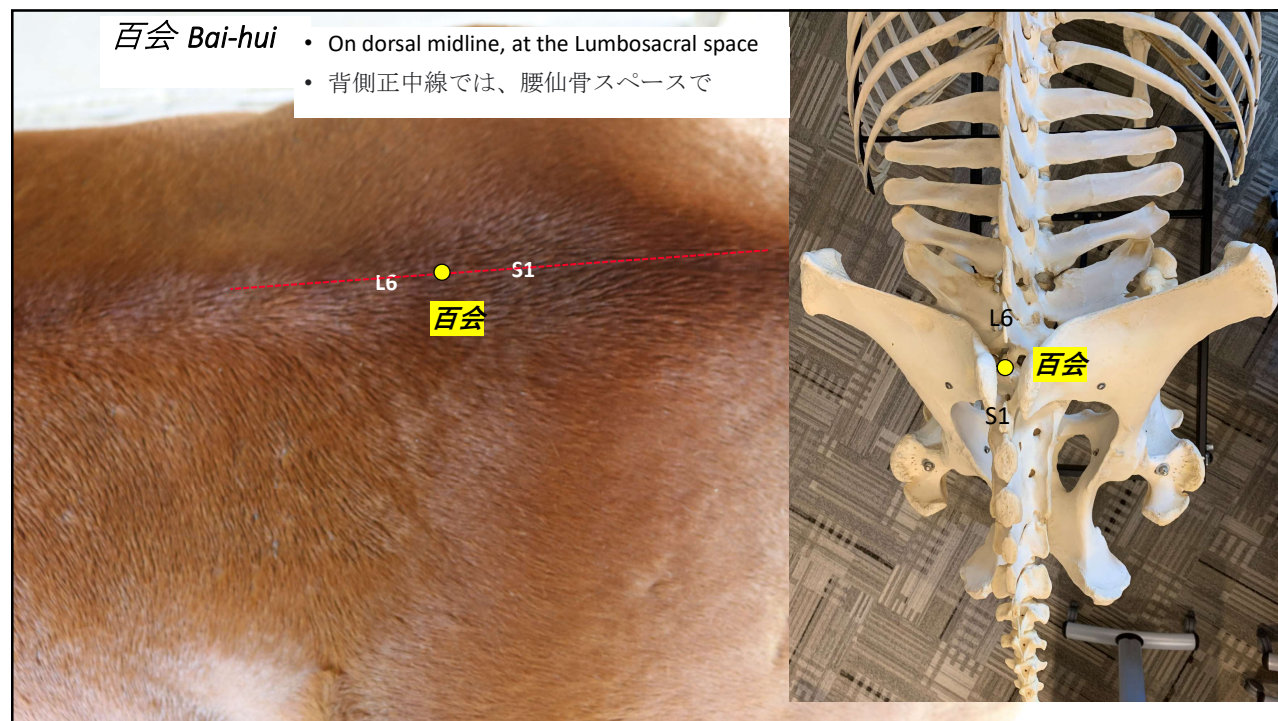 百会 Bai-hui
• On dorsal midline, at the Lumbosacral space
• 背側正中線では、腰仙骨スペースで
L6
S1
百会
L6
百会
S1